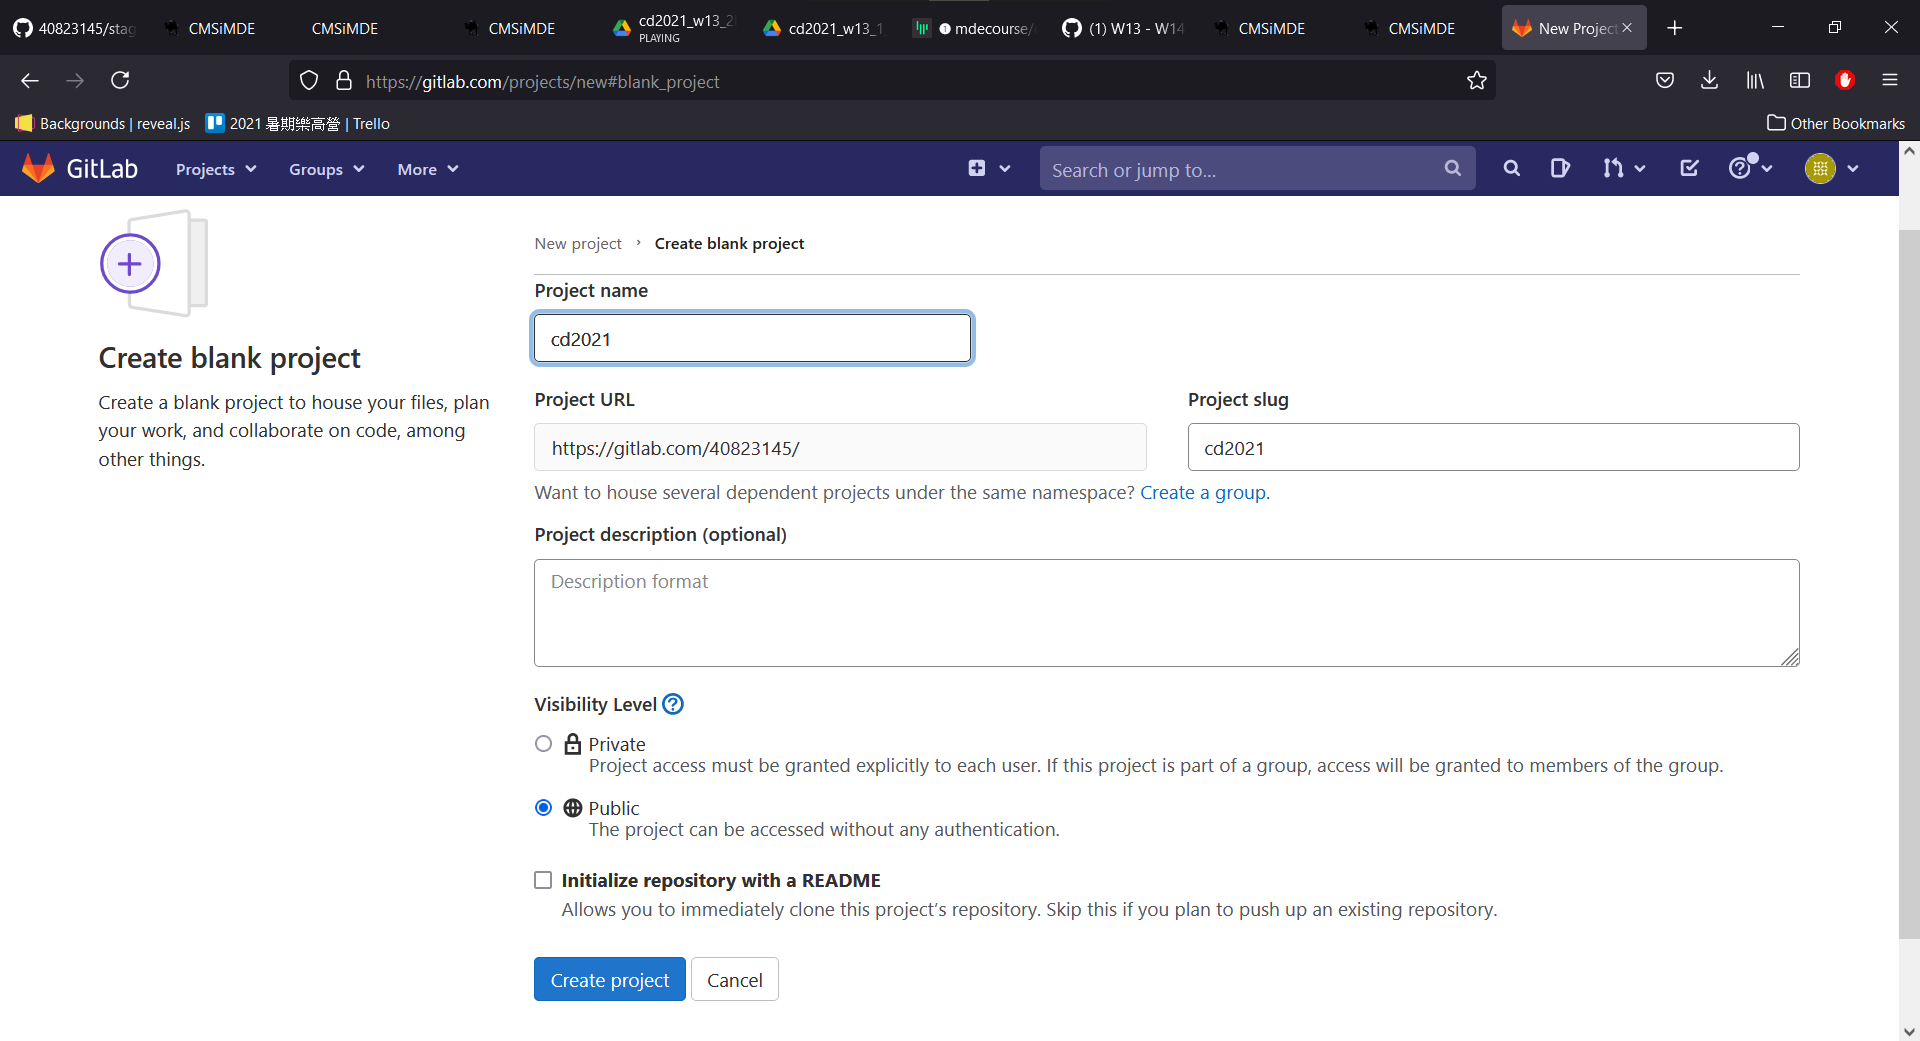 40823145/stag
CMSiMDE
CMSiMDE
CMSiMDE
cd2021_w13_2
PLAYING
cd2021_w13_1
mdecourse/
(1) W13 - W14
CMSiMDE
CMSiMDE
New Project
https://gitlab.com/projects/new#blank_project
Backgrounds | reveal.js
2021 暑期樂高營 | Trello
Other Bookmarks
GitLab
Projects
Groups
More
Search or jump to...
New project › Create blank project
Create blank project
Create a blank project to house your files, plan
your work, and collaborate on code, among
other things.
Project name
cd2021
Project URL
Project slug
https://gitlab.com/40823145/
cd2021
Want to house several dependent projects under the same namespace? Create a group.
Project description (optional)
Description format
Visibility Level
Private
Project access must be granted explicitly to each user. If this project is part of a group, access will be granted to members of the group.
Public
The project can be accessed without any authentication.
Initialize repository with a README
Allows you to immediately clone this project’s repository. Skip this if you plan to push up an existing repository.
Create project
Cancel